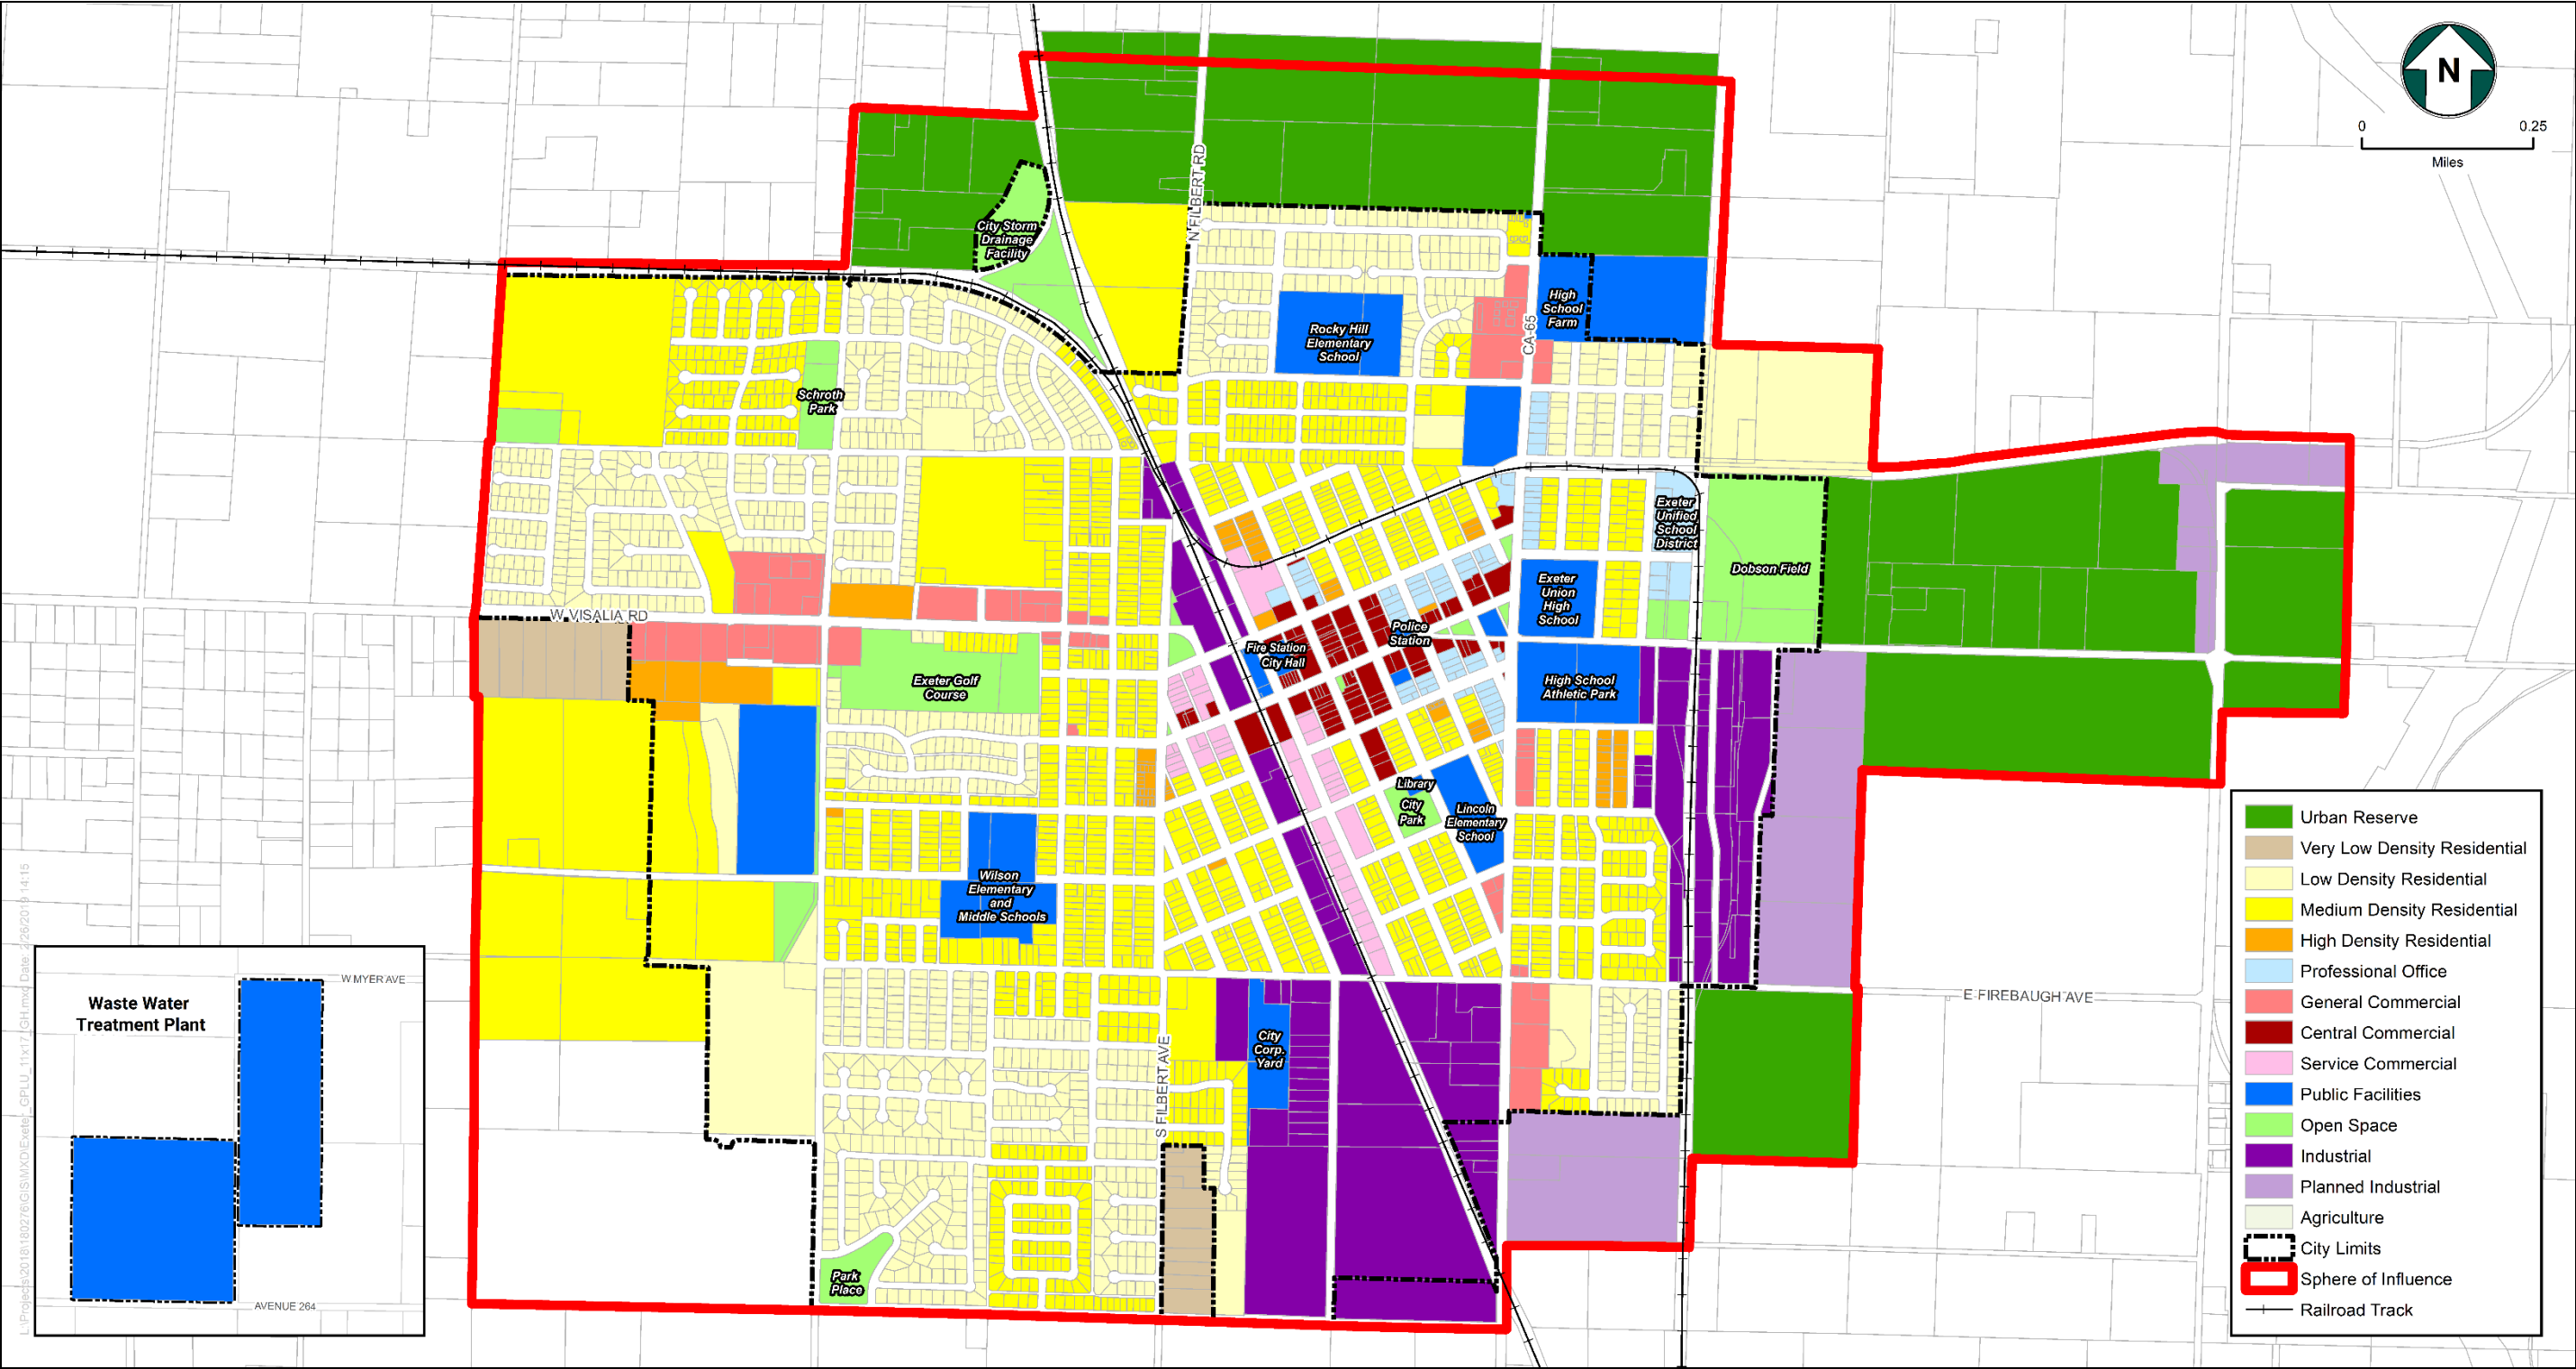 N
0 0.25
Miles
N FILBERT RD
City Storm
Drainage
Facility
High
School
Farm
CA-65
Rocky Hill
Elementary
School
Schroth
Park
Exeter
Unified
School
District
Dobson Field
Exeter
Union
High
School
W VISALIA RD
Police
Station
Fire Station
City Hall
Exeter Golf
Course
High School
Athletic Park
Library
City
Park
Lincoln
Elementary
School
Wilson
Elementary
and
Middle Schools
E FIREBAUGH AVE
City
Corp.
Yard
S FILBERT AVE
Park
Place
W MYER AVE
Waste Water
Treatment Plant
AVENUE 264
Urban Reserve
Very Low Density Residential
Low Density Residential
Medium Density Residential
High Density Residential
Professional Office
General Commercial
Central Commercial
Service Commercial
Public Facilities
Open Space
Industrial
Planned Industrial
Agriculture
City Limits
Sphere of Influence
Railroad Track